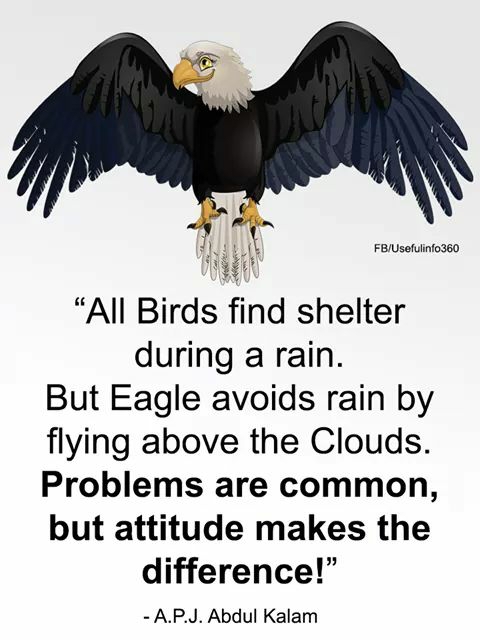 FB/Usefulinfo360
“All Birds find shelter
during a rain.
But Eagle avoids rain by
flying above the Clouds.
Problems are common,
but attitude makes the
difference!”
- A.P.J. Abdul Kalam